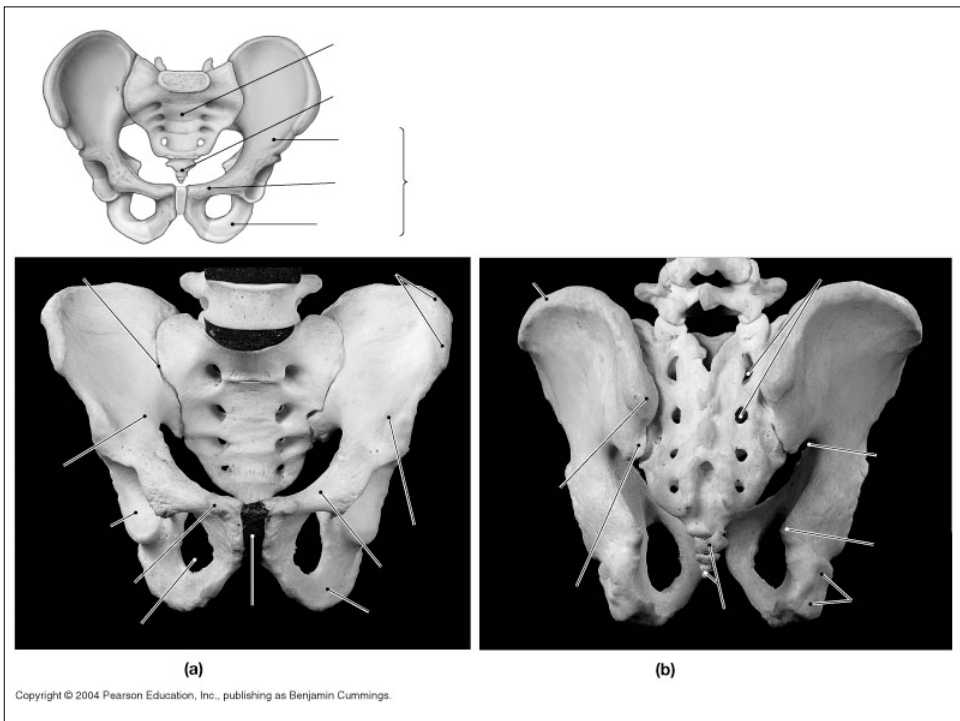 (a)
(b)
Copyright © 2004 Pearson Education, Inc., publishing as Benjamin Cummings.